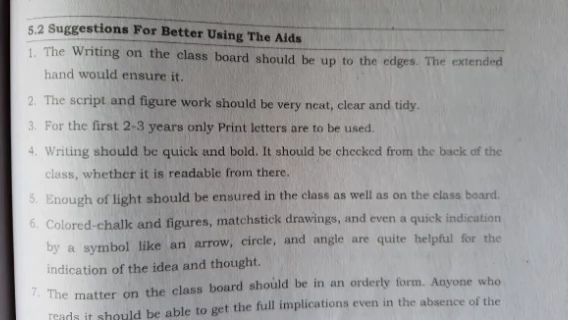 5.2 Suggestions For Better Using The Aids
1. The Writing on the class board should be up to the edges. The extended
hand would ensure it.
2. The script and figure work should be very neat, clear and tidy.
3. For the first 2-3 years only Print letters are to be used.
4. Writing should be quick and bold. It should be checked from the back of the
class, whether it is readable from there.
5. Enough of light should be ensured in the class as well as on the class board.
6. Colored-chalk and figures, matchstick drawings, and even a quick indication
by a symbol like an arrow, circle, and angle are quite helpful for the
indication of the idea and thought.
7. The matter on the class board should be in an orderly form. Anyone who
reads it should be able to get the full implications even in the absence of the